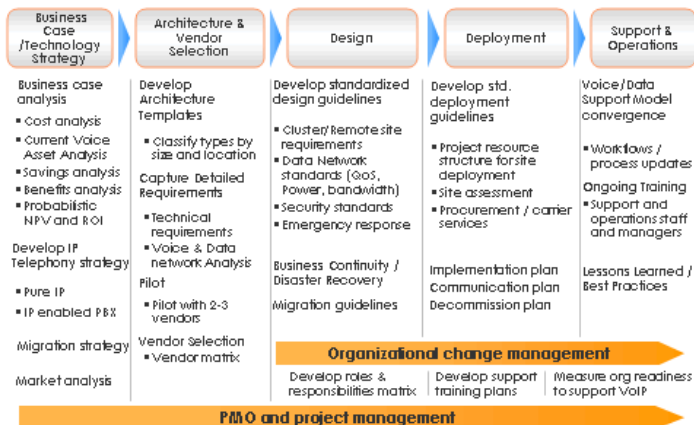 Business
Case
/Technology
Strategy
Architecture &
Vendor
Selection
Design
Deployment
Support &
Operations
Business case
analysis
▪ Cost analysis
▪ Current Voice
Asset Analysis
▪ Savings analysis
▪ Benefits analysis
▪ Probabilistic
NPV and ROI
Develop IP
Telephony strategy
▪ Pure IP
▪ IP enabled PBX
Migration strategy
Market analysis
Develop
Architecture
Templates
▪ Classify types by
size and location
Capture Detailed
Requirements
▪ Technical
requirements
▪ Voice & Data
network Analysis
Pilot
▪ Pilot with 2-3
vendors
Vendor Selection
▪ Vendor matrix
Develop standardized
design guidelines
▪ Cluster/Remote site
requirements
▪ Data Network
standards (QoS,
Power, bandwidth)
▪ Security standards
▪ Emergency response
Business Continuity /
Disaster Recovery
Migration guidelines
Develop std.
deployment
guidelines
▪ Project resource
structure for site
deployment
▪ Site assessment
▪ Procurement / carrier
services
Implementation plan
Communication plan
Decommission plan
Voice/Data
Support Model
convergence
▪ Workflows /
process updates
Ongoing Training
▪ Support and
operations staff
and managers
Lessons Learned /
Best Practices
Organizational change management
Develop roles &
responsibilities matrix
Develop support
training plans
Measure org readiness
to support VoIP
PMO and project management